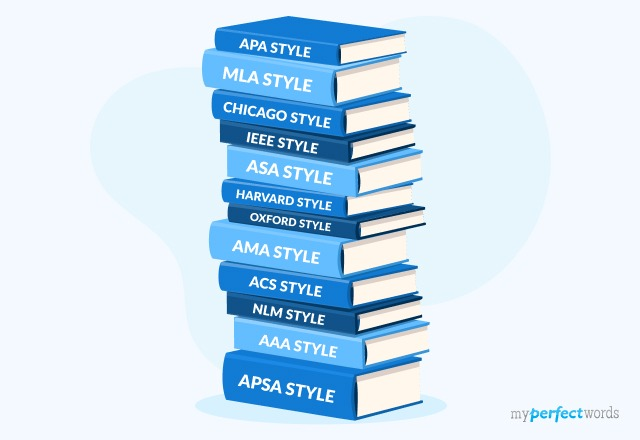 APA STYLE
MLA STYLE
CHICAGO STYLE
IEEE STYLE
ASA STYLE
HARVARD STYLE
OXFORD STYLE
AMA STYLE
ACS STYLE
NLM STYLE
AAA STYLE
APSA STYLE
myperfectwords